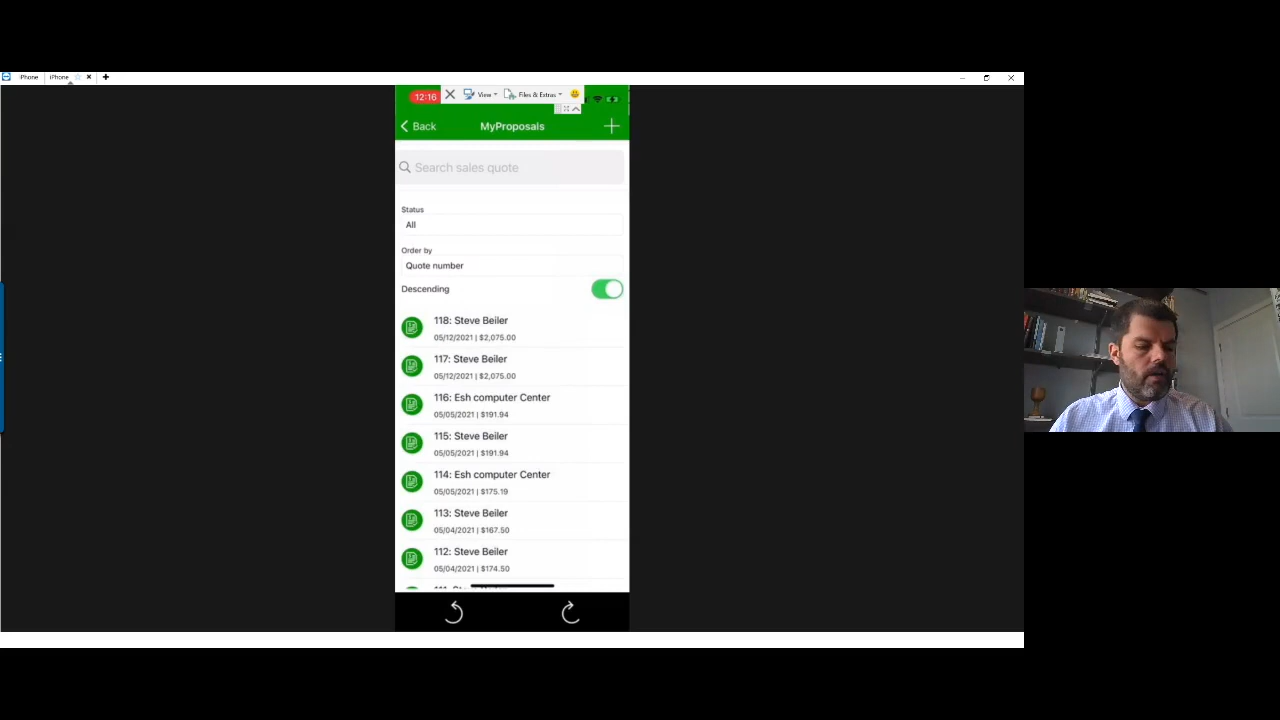 iPhone
iPhone
12:16
View
Files & Extras
Back
MyProposals
Search sales quote
Status
All
Order by
Quote number
Descending
118: Steve Beiler
05/12/2021 | $2,075.00
117: Steve Beiler
05/12/2021 | $2,075.00
116: Esh computer Center
05/05/2021 | $191.94
115: Steve Beiler
05/05/2021 | $191.94
114: Esh computer Center
05/05/2021 | $175.19
113: Steve Beiler
05/04/2021 | $167.50
112: Steve Beiler
05/04/2021 | $174.50